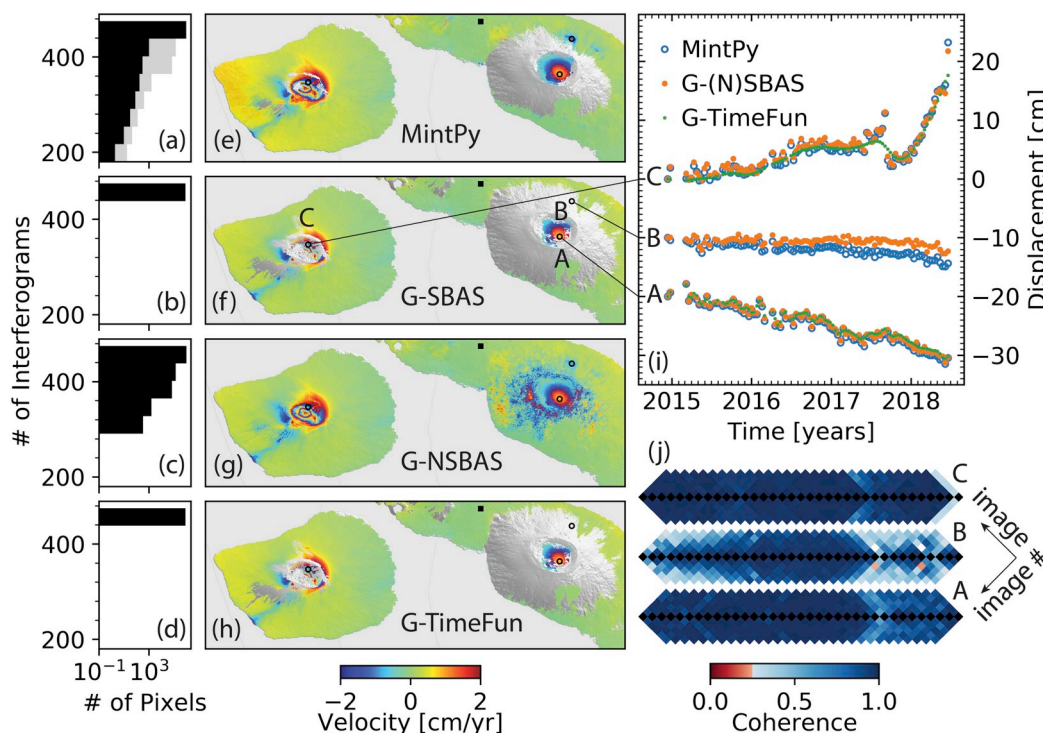 400
200
(a)
400
200
(b)
400
200
(c)
400
200
(d)
# of Interferograms
10⁻¹ 10³
# of Pixels
(e)
MintPy
(f)
C
B
A
G-SBAS
(g)
G-NSBAS
(h)
G-TimeFun
−2 0 2
Velocity [cm/yr]
MintPy
G-(N)SBAS
G-TimeFun
C
B
A
(i)
20
10
0
−10
−20
−30
Displacement [cm]
2015 2016 2017 2018
Time [years]
(j)
C
B
A
image #
image #
0.0 0.5 1.0
Coherence